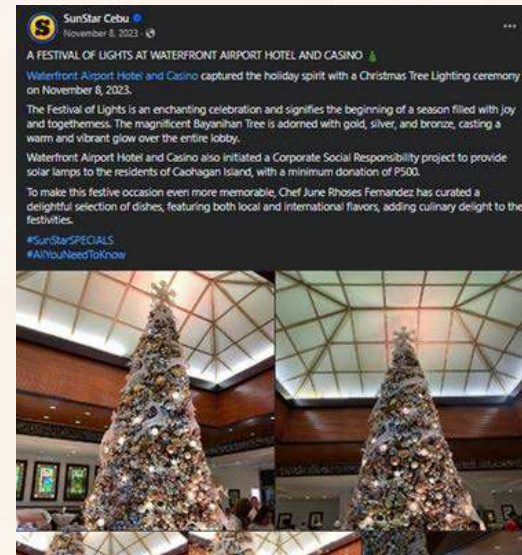 SunStar Cebu
November 8, 2023 ·
A FESTIVAL OF LIGHTS AT WATERFRONT AIRPORT HOTEL AND CASINO
Waterfront Airport Hotel and Casino captured the holiday spirit with a Christmas Tree Lighting ceremony
on November 8, 2023.
The Festival of Lights is an enchanting celebration and signifies the beginning of a season filled with joy
and togetherness. The magnificent Bayanihan Tree is adorned with gold, silver, and bronze, casting a
warm and vibrant glow over the entire lobby.
Waterfront Airport Hotel and Casino also initiated a Corporate Social Responsibility project to provide
solar lamps to the residents of Caohagan Island, with a minimum donation of P500.
To make this festive occasion even more memorable, Chef June Rhoses Fernandez has curated a
delightful selection of dishes, featuring both local and international flavors, adding culinary delight to the
festivities.
#SunStarSPECIALS
#AllYouNeedToKnow